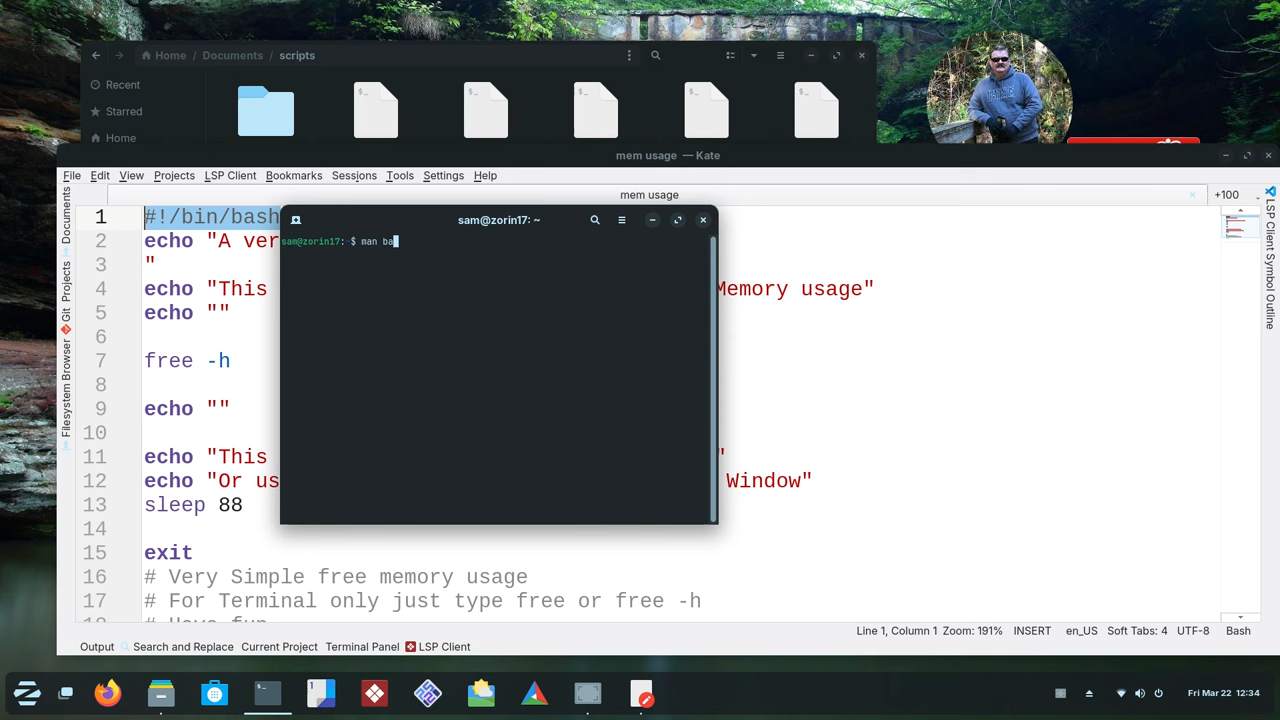 Home / Documents / scripts
Recent
Starred
Home
mem usage — Kate
File Edit View Projects LSP Client Bookmarks Sessions Tools Settings Help
mem usage
+100
Documents
Projects
Git
Filesystem Browser
LSP Client Symbol Outline
1 #!/bin/bash
2 echo "A ver
3 "
4 echo "This Memory usage"
5 echo ""
6
7 free -h
8
9 echo ""
10
11 echo "This "
12 echo "Or us Window"
13 sleep 88
14
15 exit
16 # Very Simple free memory usage
17 # For Terminal only just type free or free -h
sam@zorin17: ~
sam@zorin17:~$ man ba
Line 1, Column 1 Zoom: 191% INSERT en_US Soft Tabs: 4 UTF-8 Bash
Output Search and Replace Current Project Terminal Panel LSP Client
Fri Mar 22 12:34